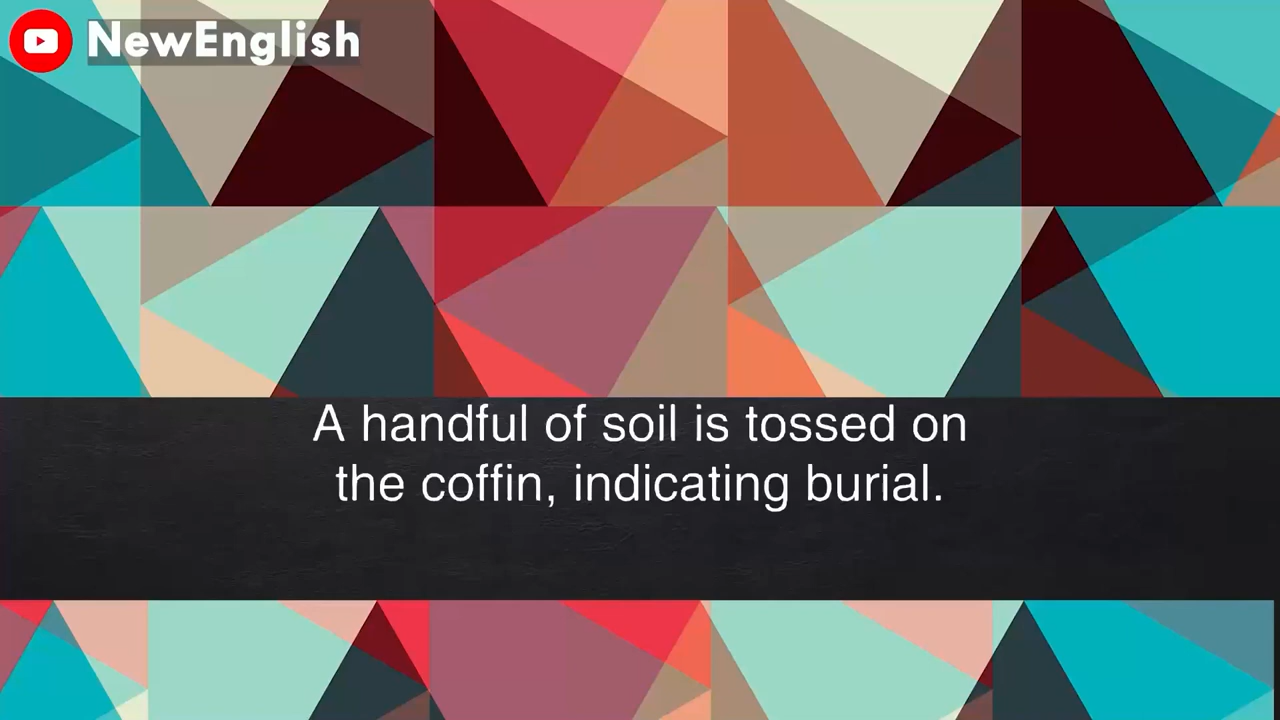 NewEnglish
A handful of soil is tossed on
the coffin, indicating burial.